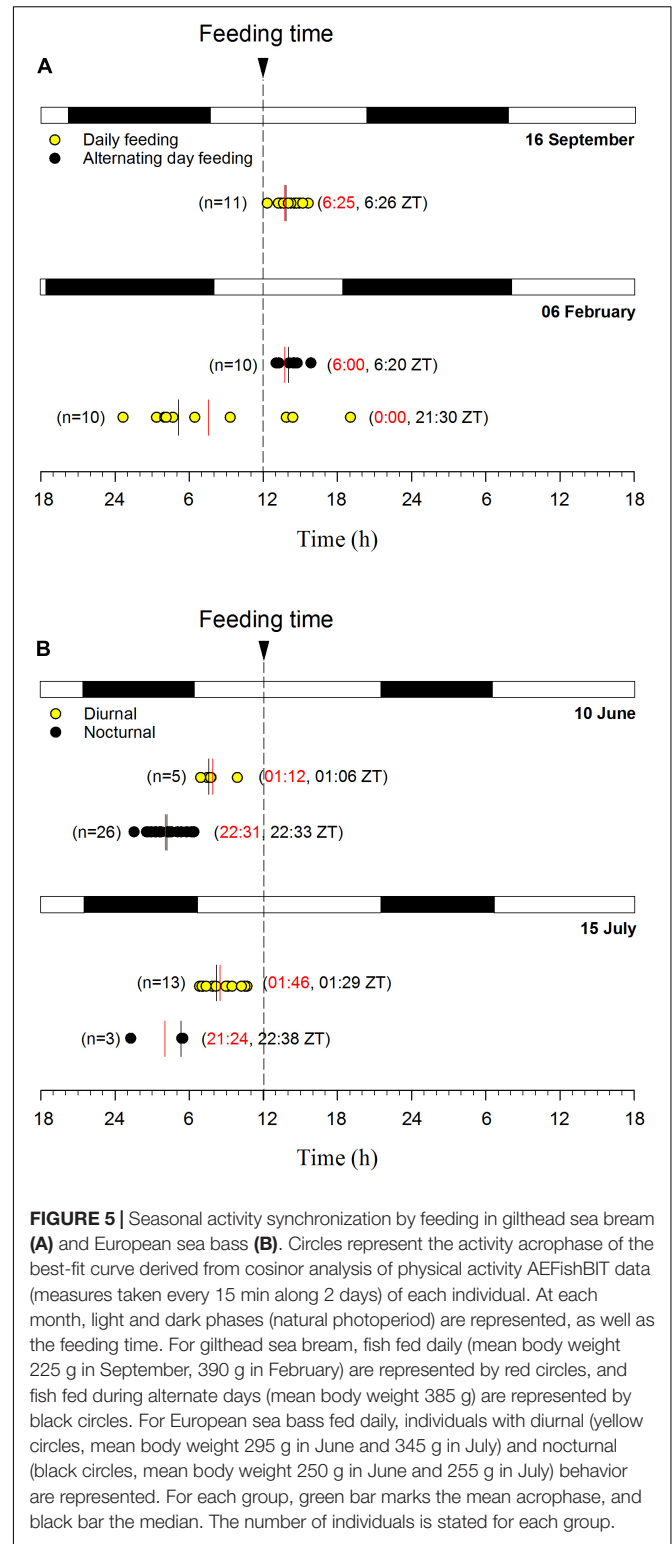 Feeding time
A
Daily feeding
Alternating day feeding
16 September
(n=11) (6:25, 6:26 ZT)
06 February
(n=10) (6:00, 6:20 ZT)
(n=10) (0:00, 21:30 ZT)
18 24 6 12 18 24 6 12 18
Time (h)
Feeding time
B
Diurnal
Nocturnal
10 June
(n=5) (01:12, 01:06 ZT)
(n=26) (22:31, 22:33 ZT)
15 July
(n=13) (01:46, 01:29 ZT)
(n=3) (21:24, 22:38 ZT)
18 24 6 12 18 24 6 12 18
Time (h)
FIGURE 5 | Seasonal activity synchronization by feeding in gilthead sea bream
(A) and European sea bass (B). Circles represent the activity acrophase of the
best-fit curve derived from cosinor analysis of physical activity AEFishBIT data
(measures taken every 15 min along 2 days) of each individual. At each
month, light and dark phases (natural photoperiod) are represented, as well as
the feeding time. For gilthead sea bream, fish fed daily (mean body weight
225 g in September, 390 g in February) are represented by red circles, and
fish fed during alternate days (mean body weight 385 g) are represented by
black circles. For European sea bass fed daily, individuals with diurnal (yellow
circles, mean body weight 295 g in June and 345 g in July) and nocturnal
(black circles, mean body weight 250 g in June and 255 g in July) behavior
are represented. For each group, green bar marks the mean acrophase, and
black bar the median. The number of individuals is stated for each group.